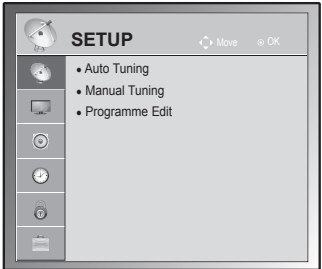 SETUP
Move
OK
• Auto Tuning
• Manual Tuning
• Programme Edit